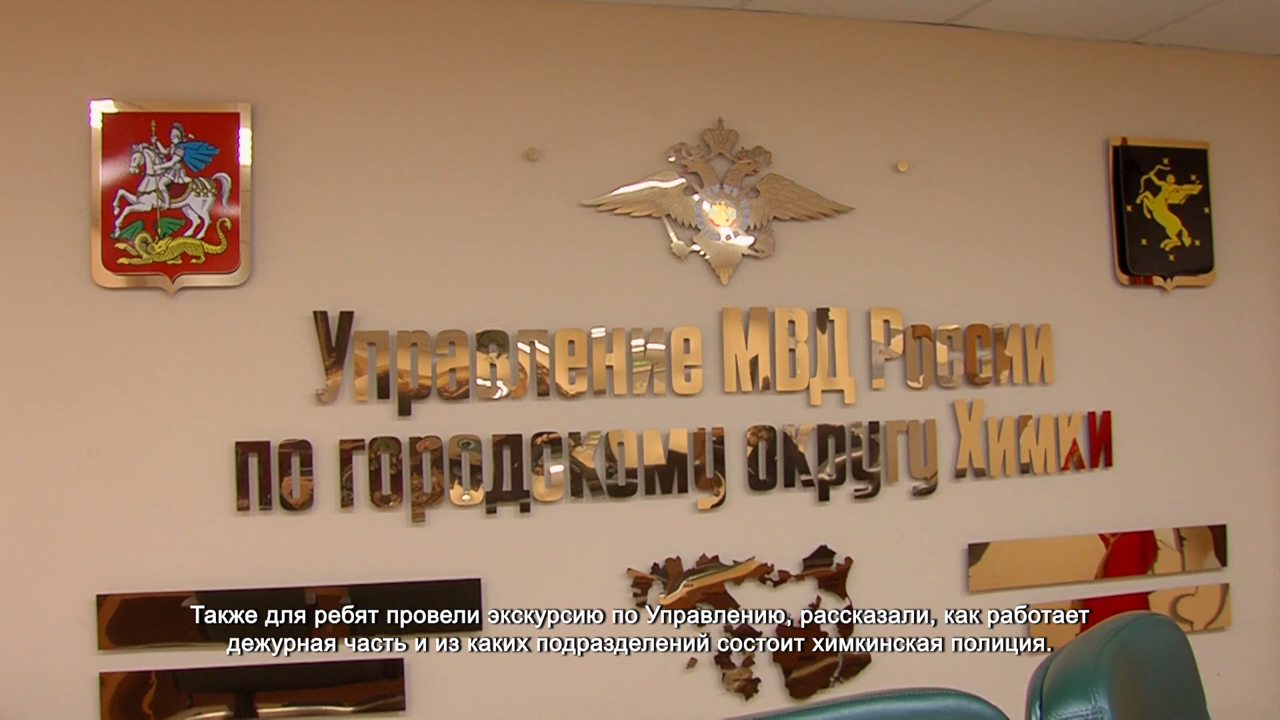 Управление МВД России
по городскому округу Химки
Также для ребят провели экскурсию по Управлению, рассказали, как работает
дежурная часть и из каких подразделений состоит химкинская полиция.